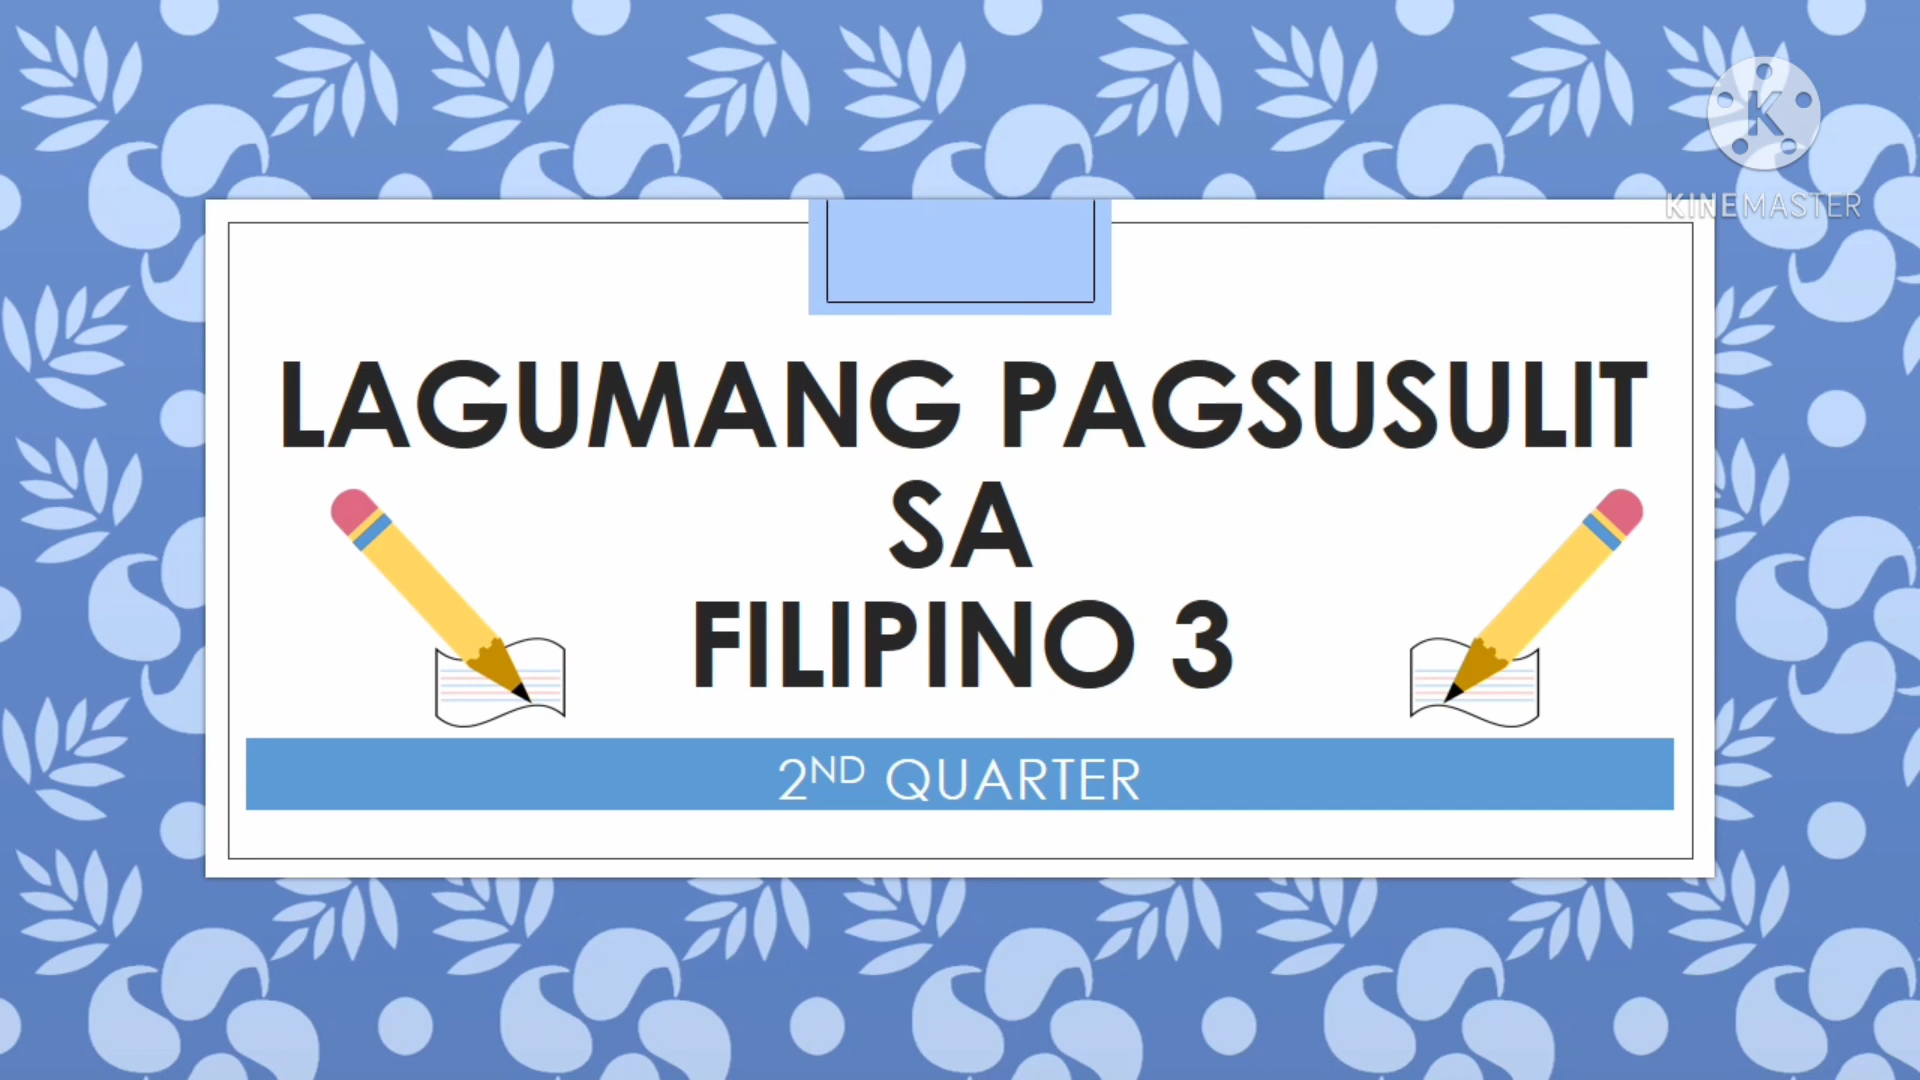 K
KINEMASTER
LAGUMANG PAGSUSULIT
SA
FILIPINO 3
2ND QUARTER